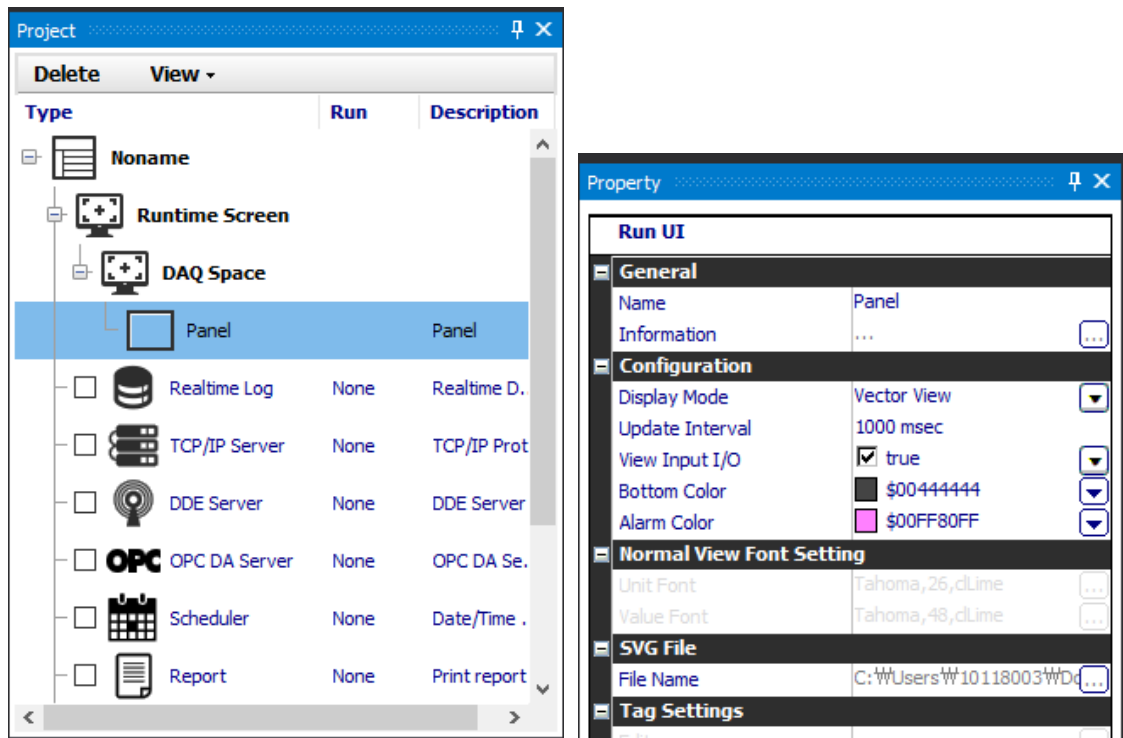 Project
Delete View
Type Run Description
Noname
Runtime Screen
DAQ Space
Panel Panel
Realtime Log None Realtime D.
TCP/IP Server None TCP/IP Prot
DDE Server None DDE Server
OPC OPC DA Server None OPC DA Se.
Scheduler None Date/Time .
Report None Print report
Property
Run UI
General
Name Panel
Information ... ...
Configuration
Display Mode Vector View
Update Interval 1000 msec
View Input I/O true
Bottom Color $00444444
Alarm Color $00FF80FF
Normal View Font Setting
Unit Font Tahoma,26,clLime ...
Value Font Tahoma,48,clLime ...
SVG File
File Name C:₩Users₩10118003₩Do ...
Tag Settings